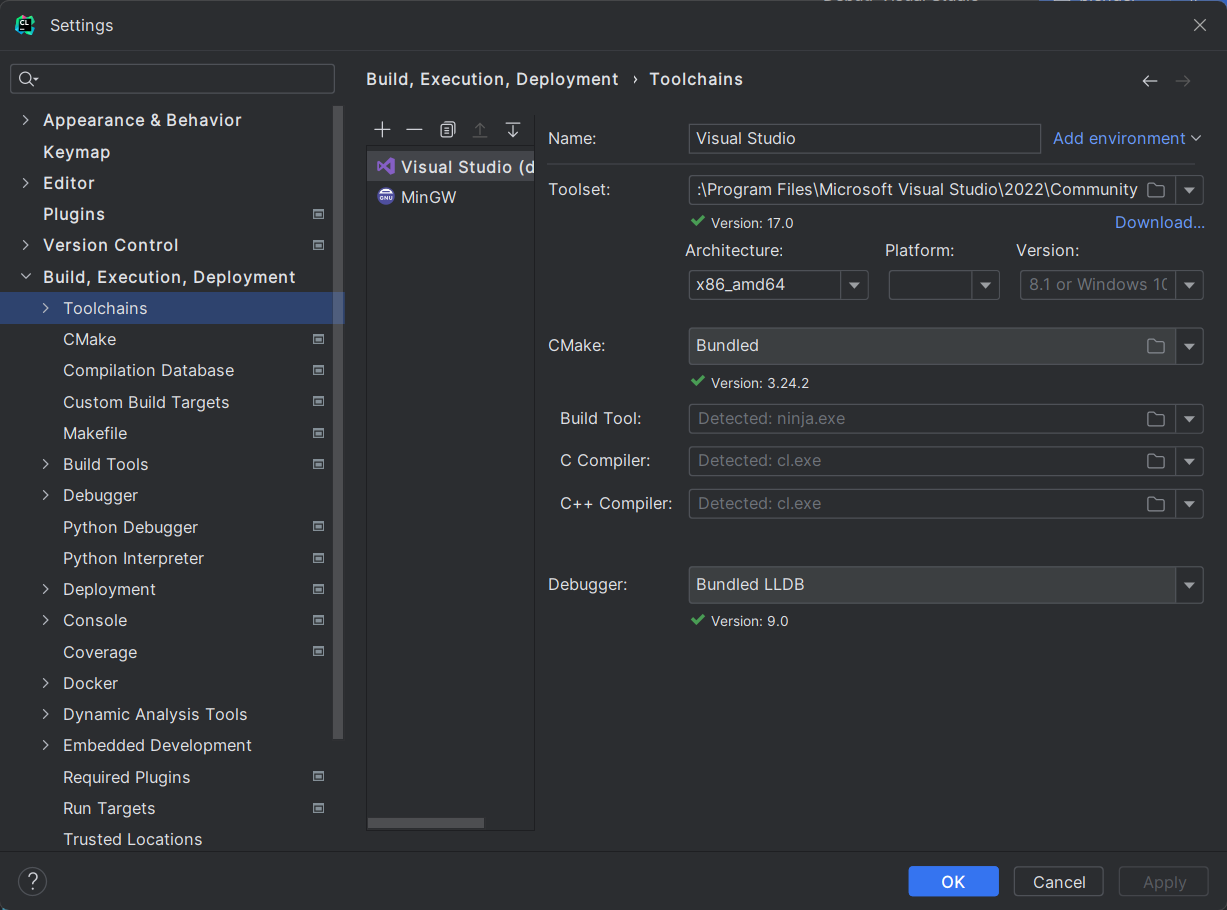 Settings
Build, Execution, Deployment › Toolchains
Appearance & Behavior
Keymap
Editor
Plugins
Version Control
Build, Execution, Deployment
Toolchains
CMake
Compilation Database
Custom Build Targets
Makefile
Build Tools
Debugger
Python Debugger
Python Interpreter
Deployment
Console
Coverage
Docker
Dynamic Analysis Tools
Embedded Development
Required Plugins
Run Targets
Trusted Locations
Visual Studio (d
MinGW
Name: Visual Studio Add environment
Toolset: :\Program Files\Microsoft Visual Studio\2022\Community
Version: 17.0 Download...
Architecture: Platform: Version:
x86_amd64 8.1 or Windows 10
CMake: Bundled
Version: 3.24.2
Build Tool: Detected: ninja.exe
C Compiler: Detected: cl.exe
C++ Compiler: Detected: cl.exe
Debugger: Bundled LLDB
Version: 9.0
? OK Cancel Apply